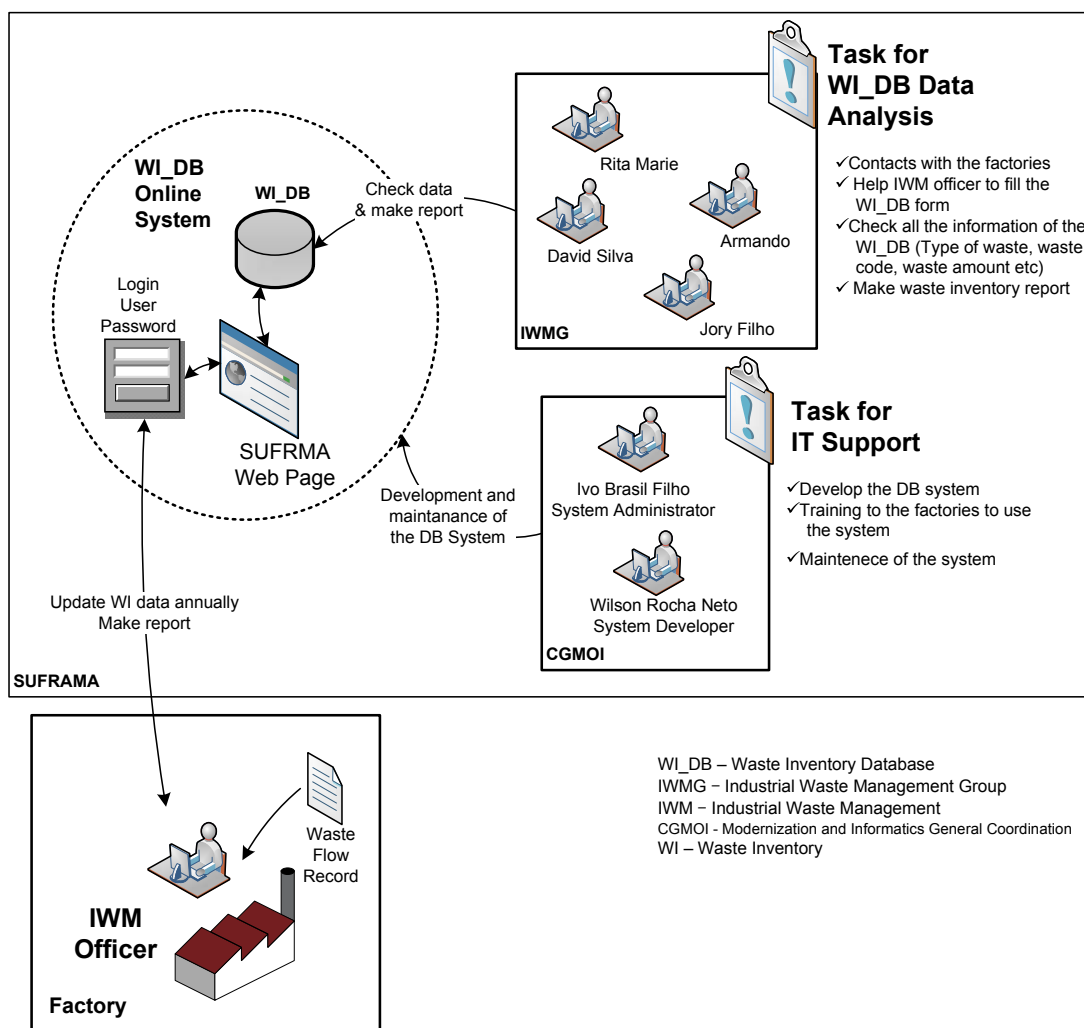 WI_DB
Online
System
WI_DB
Login
User
Password
SUFRMA
Web Page
Check data
& make report
Rita Marie
David Silva
Armando
Jory Filho
IWMG
Task for
WI_DB Data
Analysis
✓Contacts with the factories
✓ Help IWM officer to fill the
WI_DB form
✓Check all the information of the
WI_DB (Type of waste, waste
code, waste amount etc)
✓ Make waste inventory report
Development and
maintanance of
the DB System
Ivo Brasil Filho
System Administrator
Wilson Rocha Neto
System Developer
CGMOI
Task for
IT Support
✓Develop the DB system
✓Training to the factories to use
the system
✓Maintenece of the system
Update WI data annually
Make report
SUFRAMA
Waste
Flow
Record
IWM
Officer
Factory
WI_DB – Waste Inventory Database
IWMG – Industrial Waste Management Group
IWM – Industrial Waste Management
CGMOI - Modernization and Informatics General Coordination
WI – Waste Inventory